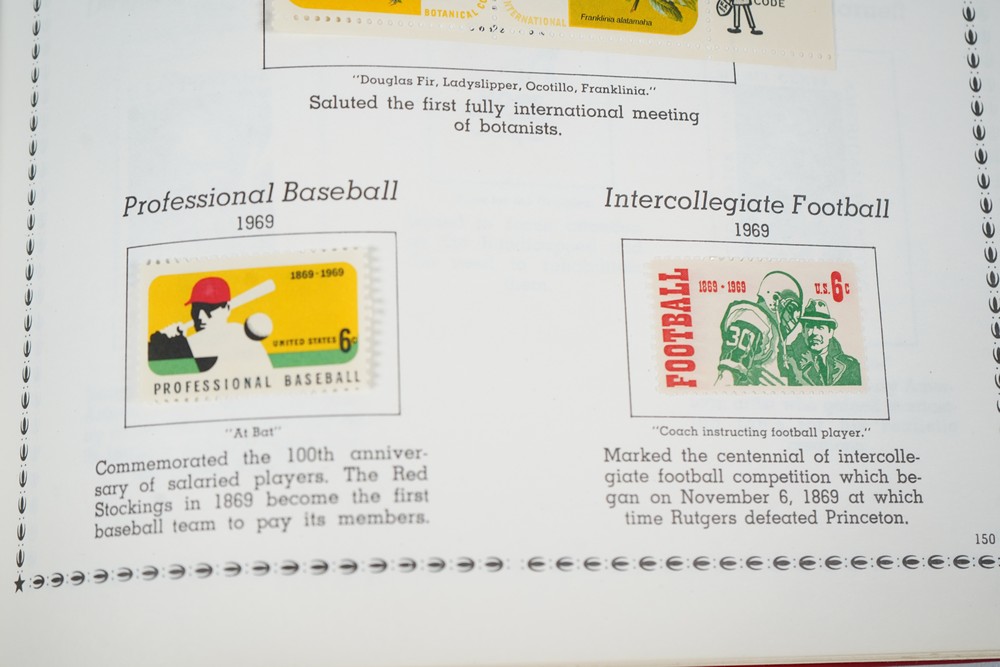 BOTANICAL
INTERNATIONAL
Franklinia alatamaha
CODE
"Douglas Fir, Ladyslipper, Ocotillo, Franklinia."
Saluted the first fully international meeting
of botanists.
Professional Baseball
1969
1869-1969
UNITED STATES 6c
PROFESSIONAL BASEBALL
"At Bat"
Commemorated the 100th anniver-
sary of salaried players. The Red
Stockings in 1869 become the first
baseball team to pay its members.
Intercollegiate Football
1969
FOOTBALL
1869-1969
U.S. 6c
30
"Coach instructing football player."
Marked the centennial of intercolle-
giate football competition which be-
gan on November 6, 1869 at which
time Rutgers defeated Princeton.
150